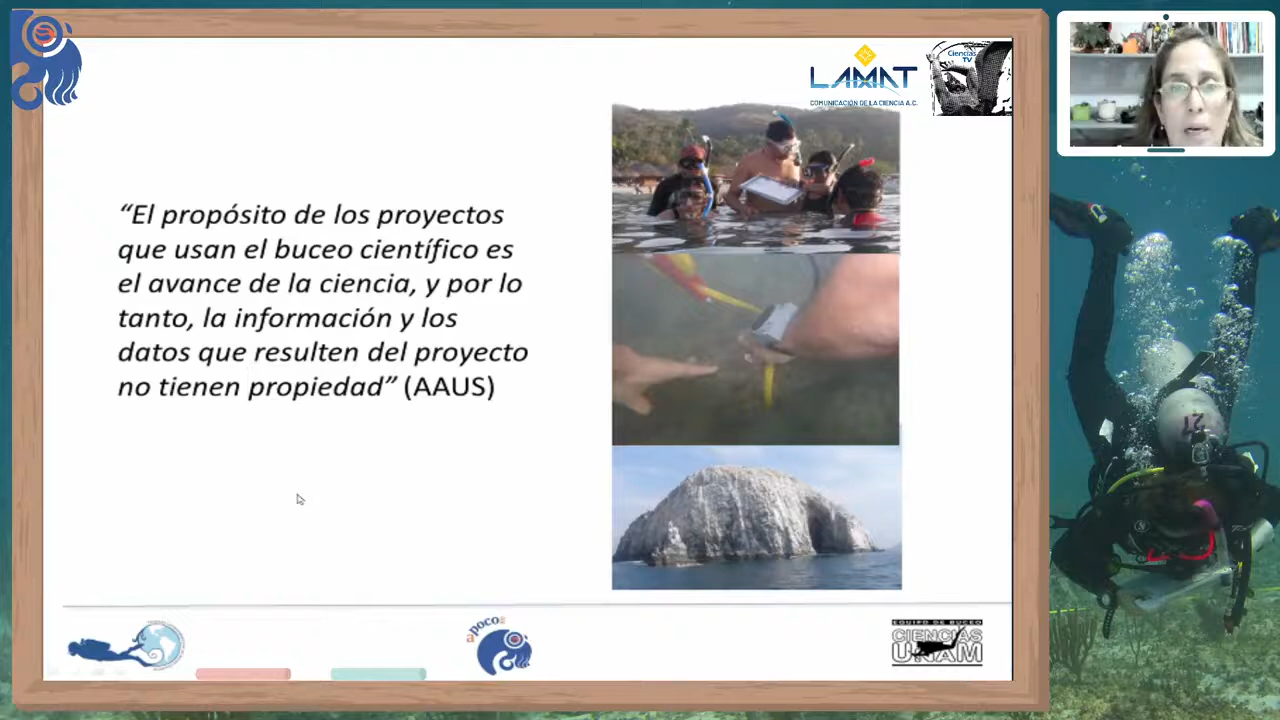 LAMAT
COMUNICACIÓN DE LA CIENCIA A.C.
Ciencias
TV
“El propósito de los proyectos
que usan el buceo científico es
el avance de la ciencia, y por lo
tanto, la información y los
datos que resulten del proyecto
no tienen propiedad” (AAUS)
poco
EQUIPO DE BUCEO
CIENCIAS
UNAM
27